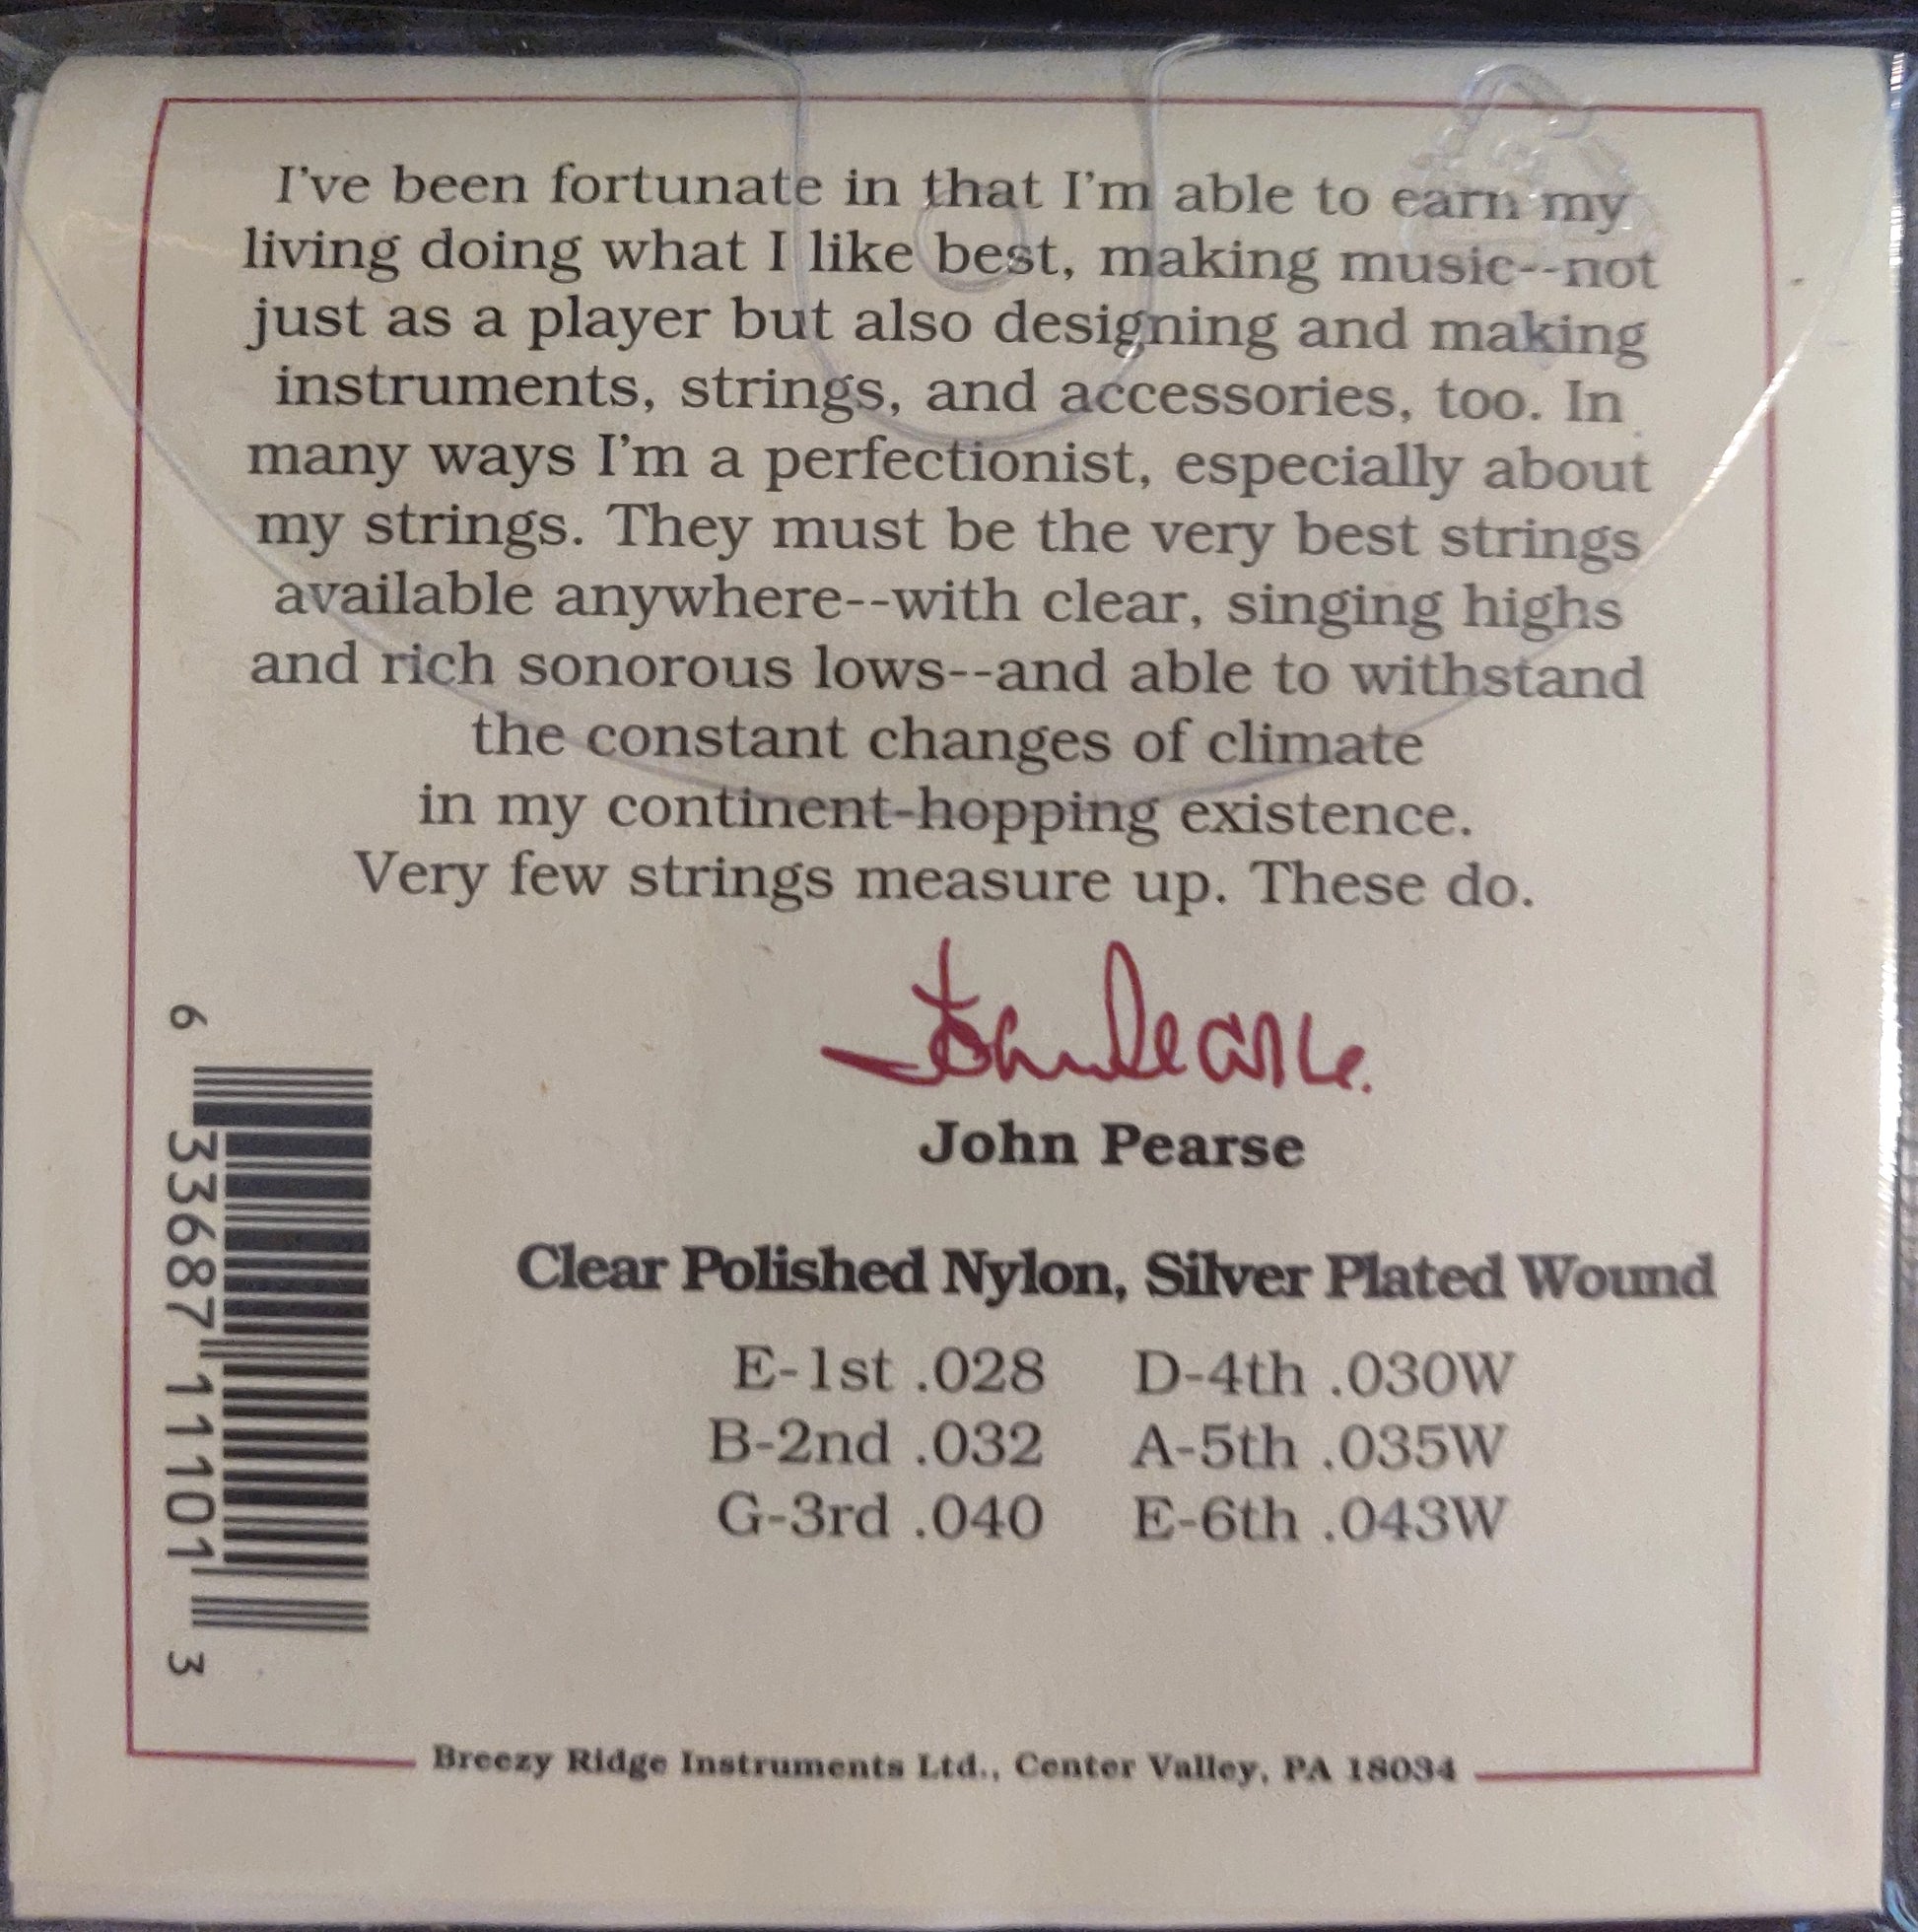 I've been fortunate in that I'm able to earn my
living doing what I like best, making music--not
just as a player but also designing and making
instruments, strings, and accessories, too. In
many ways I'm a perfectionist, especially about
my strings. They must be the very best strings
available anywhere--with clear, singing highs
and rich sonorous lows--and able to withstand
the constant changes of climate
in my continent-hopping existence.
Very few strings measure up. These do.
John Pearse.
John Pearse
Clear Polished Nylon, Silver Plated Wound
E-1st .028 D-4th .030W
B-2nd .032 A-5th .035W
G-3rd .040 E-6th .043W
6 33687 11101 3
Breezy Ridge Instruments Ltd., Center Valley, PA 18034